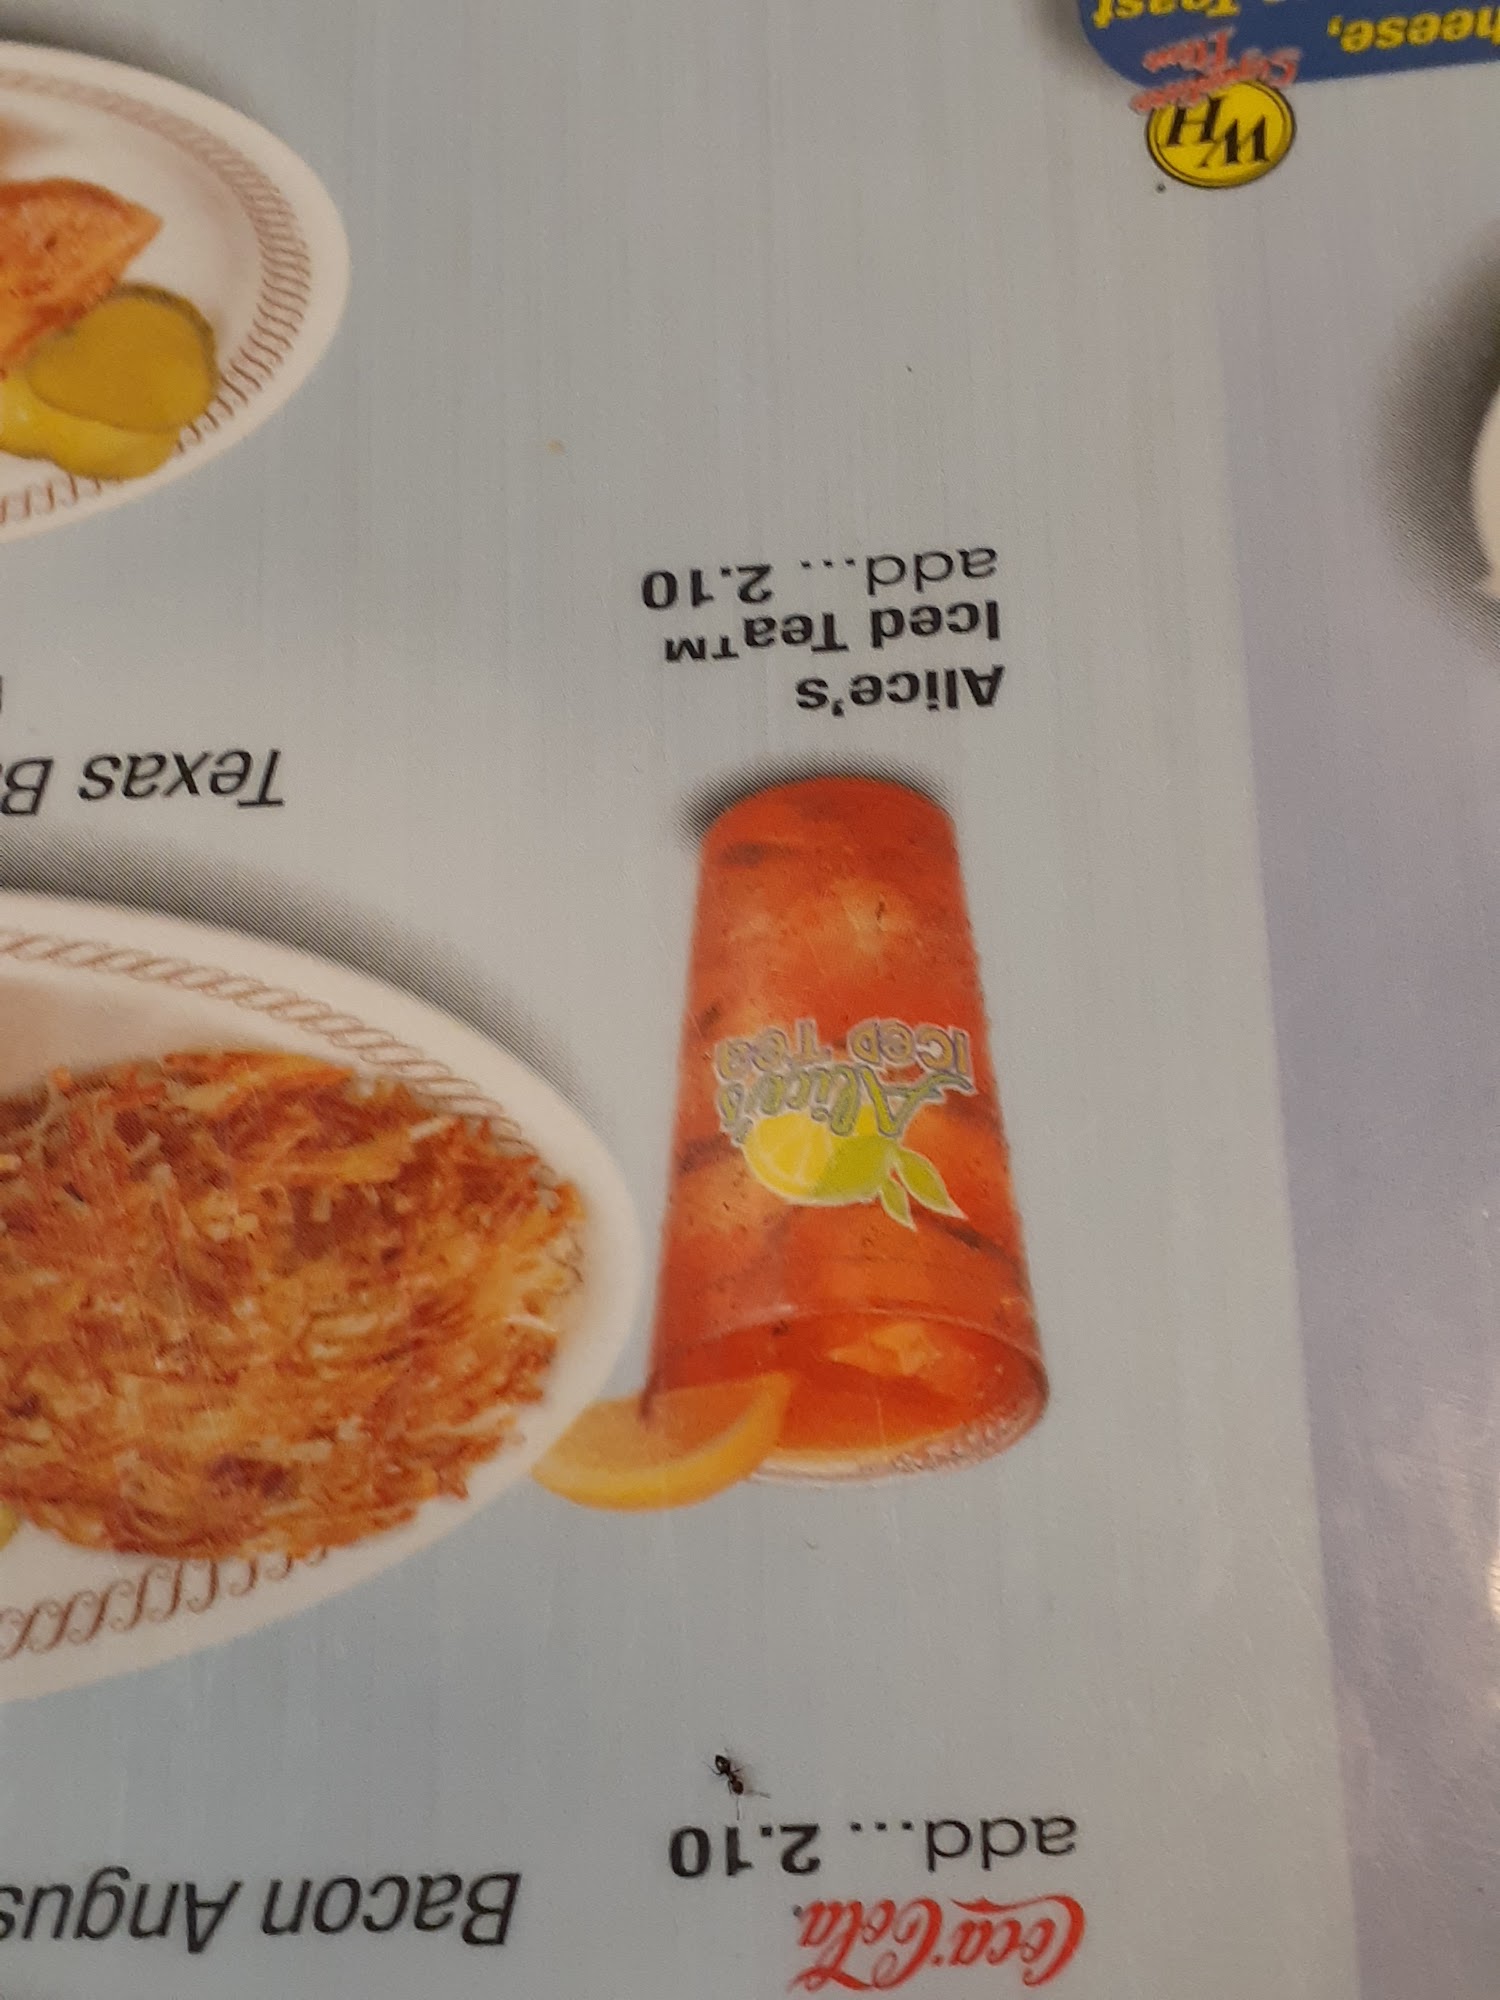 Coca-Cola
add... 2.10
Bacon Angus
Alice's
ICED Tea
Texas B
Alice's
Iced Tea™
add... 2.10
WH
heese,
Toast